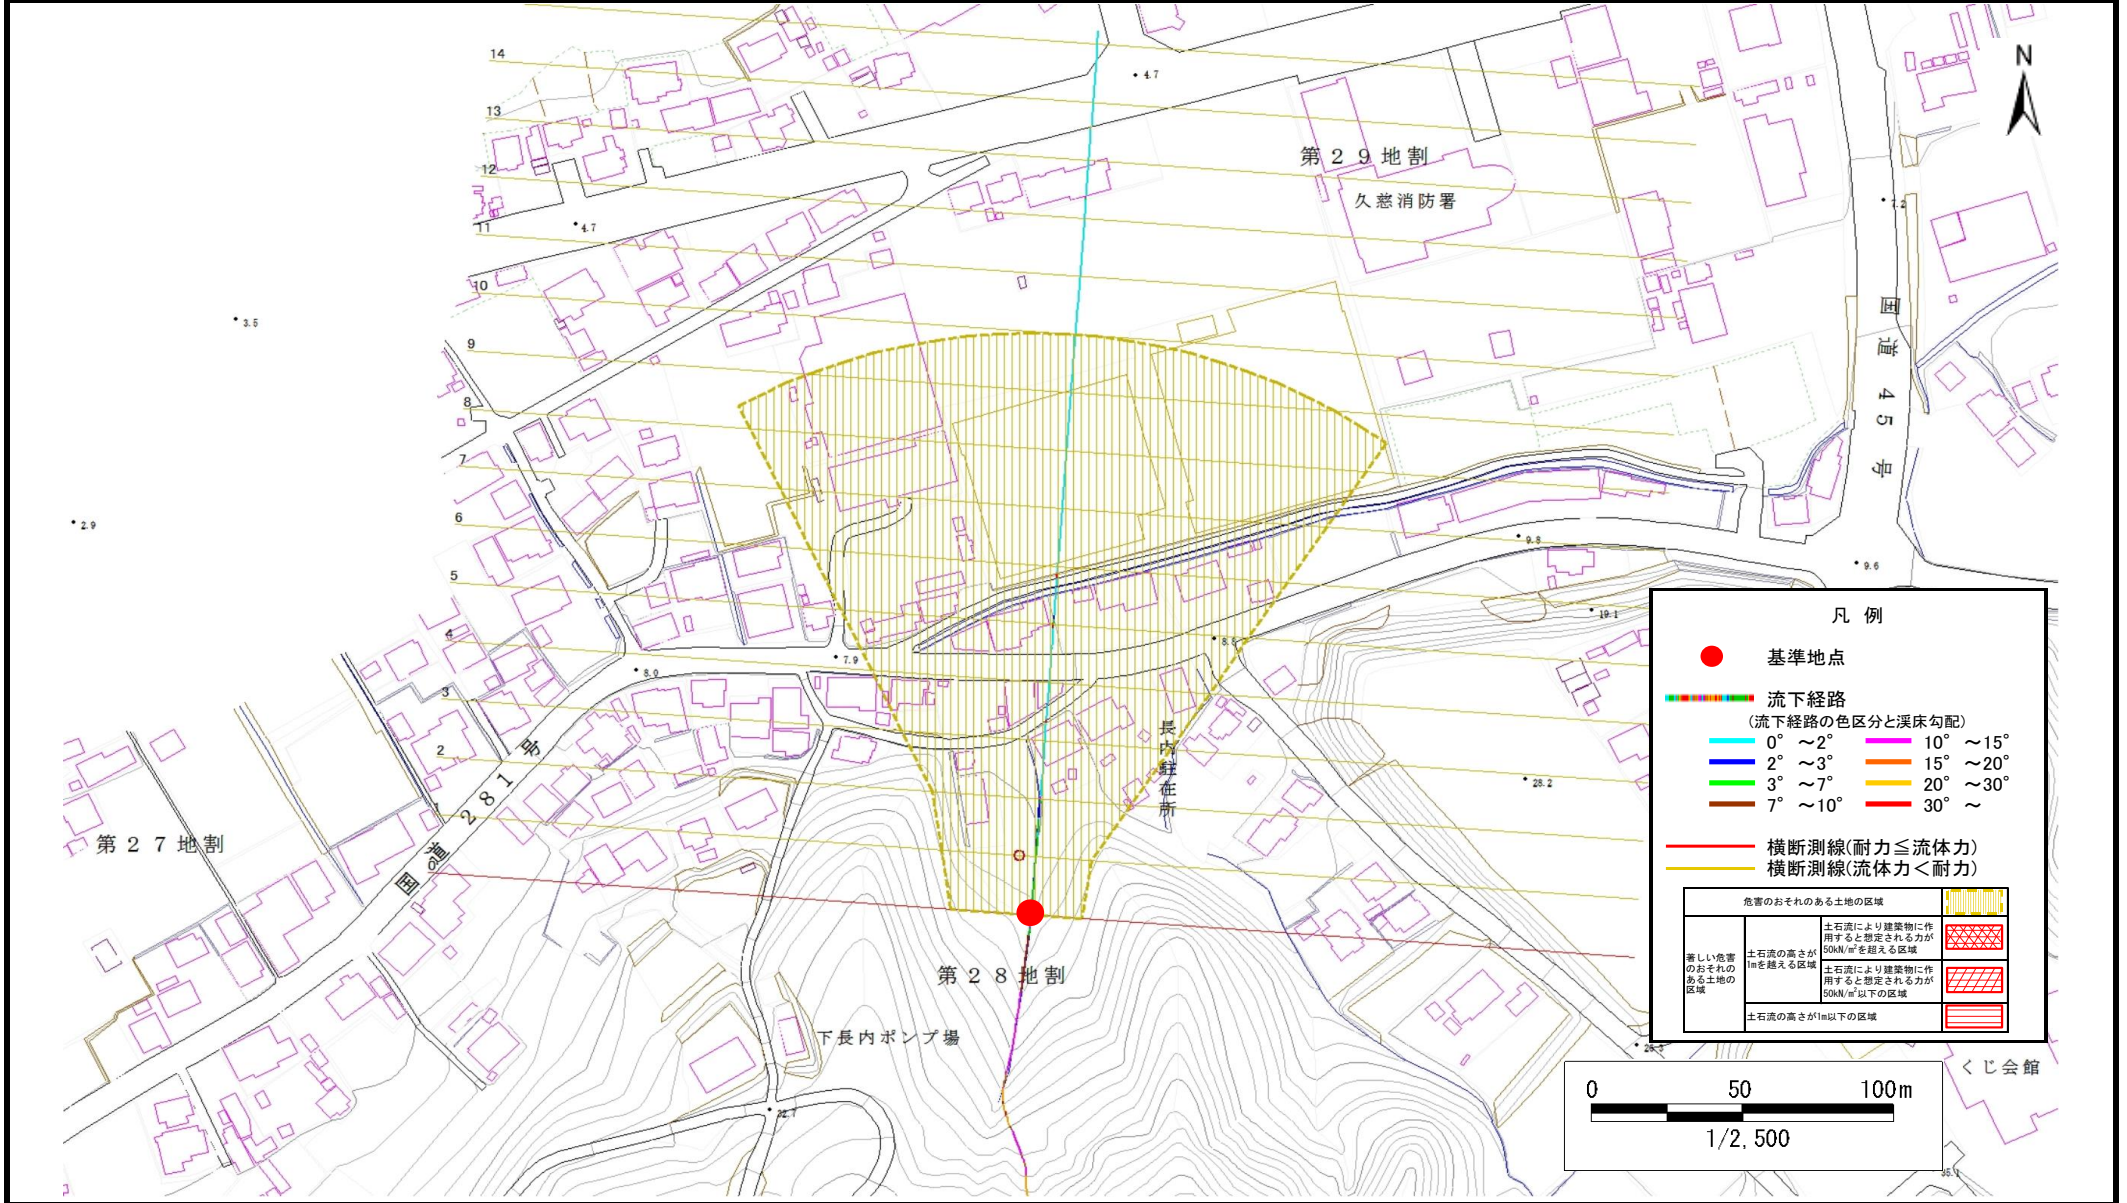 14
N
4.7
13
第29地割
12
久慈消防署
7.2
11
4.7
10
国道45号
3.5
9
8
7
6
2.9
9.8
5
9.6
19.1
4
8.5
7.9
8.0
3
長内駐在所
2
28.2
国道281号
1
第27地割
0
第28地割
下長内ポンプ場
26.3
くじ会館
32.7
35.1
凡 例
基準地点
流下経路
(流下経路の色区分と渓床勾配)
0° ～2° 10° ～15°
2° ～3° 15° ～20°
3° ～7° 20° ～30°
7° ～10° 30° ～
横断測線(耐力≦流体力)
横断測線(流体力＜耐力)
危害のおそれのある土地の区域
著しい危害
のおそれの
ある土地の
区域
土石流の高さが
1mを越える区域
土石流により建築物に作
用すると想定される力が
50kN/m²を超える区域
土石流により建築物に作
用すると想定される力が
50kN/m²以下の区域
土石流の高さが1m以下の区域
0 50 100m
1/2,500